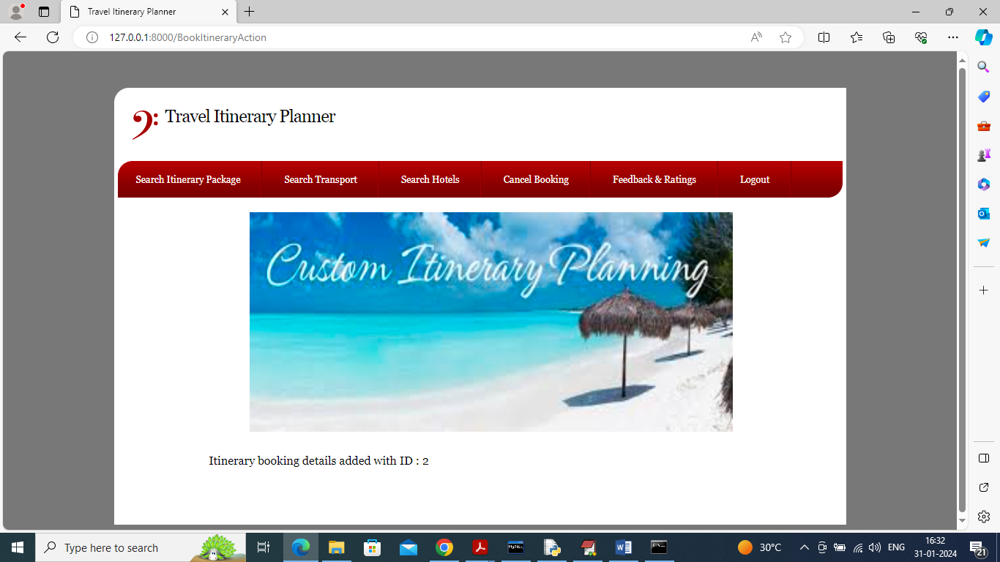 Travel Itinerary Planner
127.0.0.1:8000/BookItineraryAction
Travel Itinerary Planner
Search Itinerary Package
Search Transport
Search Hotels
Cancel Booking
Feedback & Ratings
Logout
Custom Itinerary Planning
Itinerary booking details added with ID : 2
Type here to search
30°C
ENG
16:32
31-01-2024
21